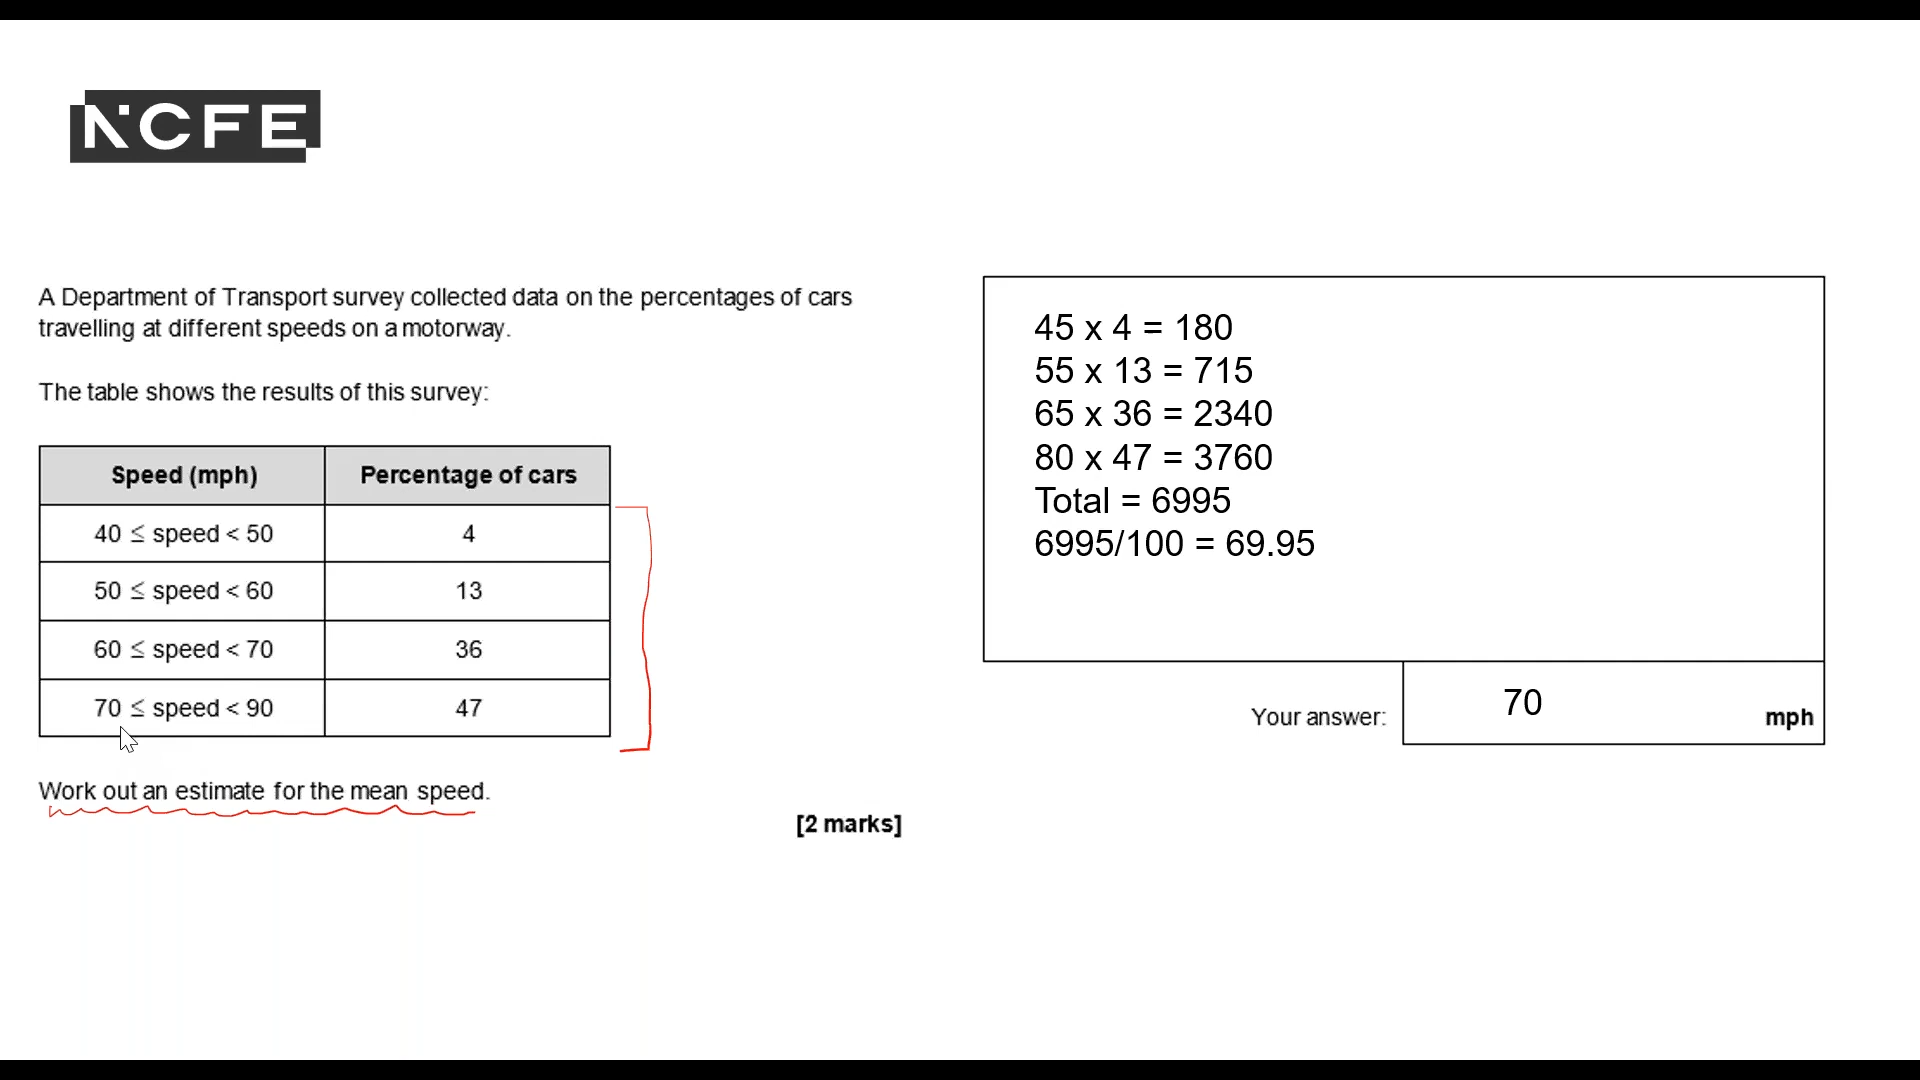 NCFE
A Department of Transport survey collected data on the percentages of cars
travelling at different speeds on a motorway.
The table shows the results of this survey:
Speed (mph) Percentage of cars
40 ≤ speed < 50 4
50 ≤ speed < 60 13
60 ≤ speed < 70 36
70 ≤ speed < 90 47
Work out an estimate for the mean speed.
[2 marks]
45 x 4 = 180
55 x 13 = 715
65 x 36 = 2340
80 x 47 = 3760
Total = 6995
6995/100 = 69.95
Your answer: 70 mph